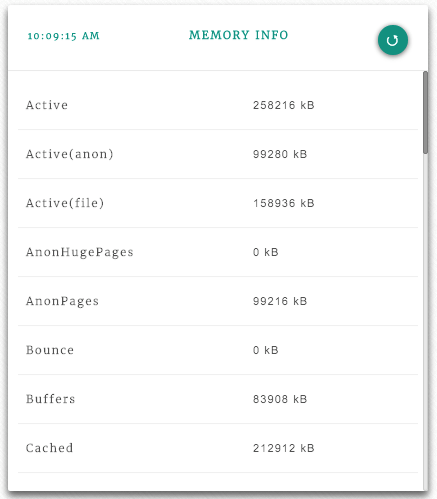 10:09:15 AM MEMORY INFO
Active 258216 kB
Active(anon) 99280 kB
Active(file) 158936 kB
AnonHugePages 0 kB
AnonPages 99216 kB
Bounce 0 kB
Buffers 83908 kB
Cached 212912 kB